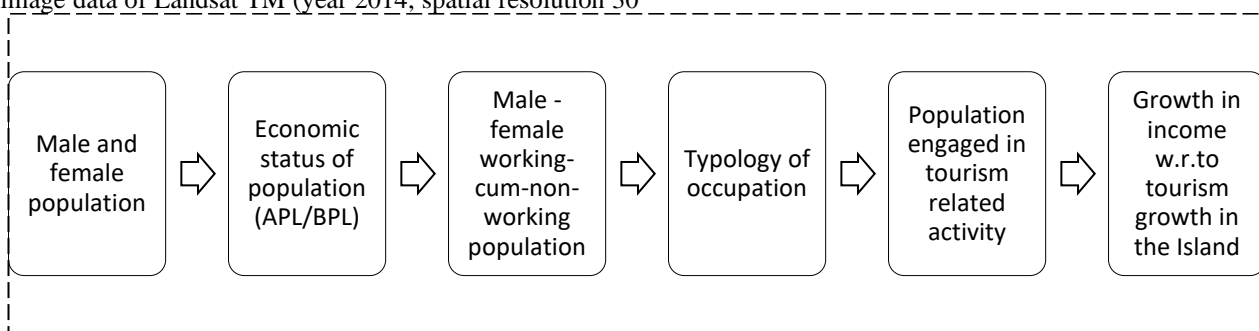 image data of Landsat TM (year 2014, spatial resolution 30
Male and
female
population
Economic
status of
population
(APL/BPL)
Male -
female
working-
cum-non-
working
population
Typology of
occupation
Population
engaged in
tourism
related
activity
Growth in
income
w.r.to
tourism
growth in
the Island